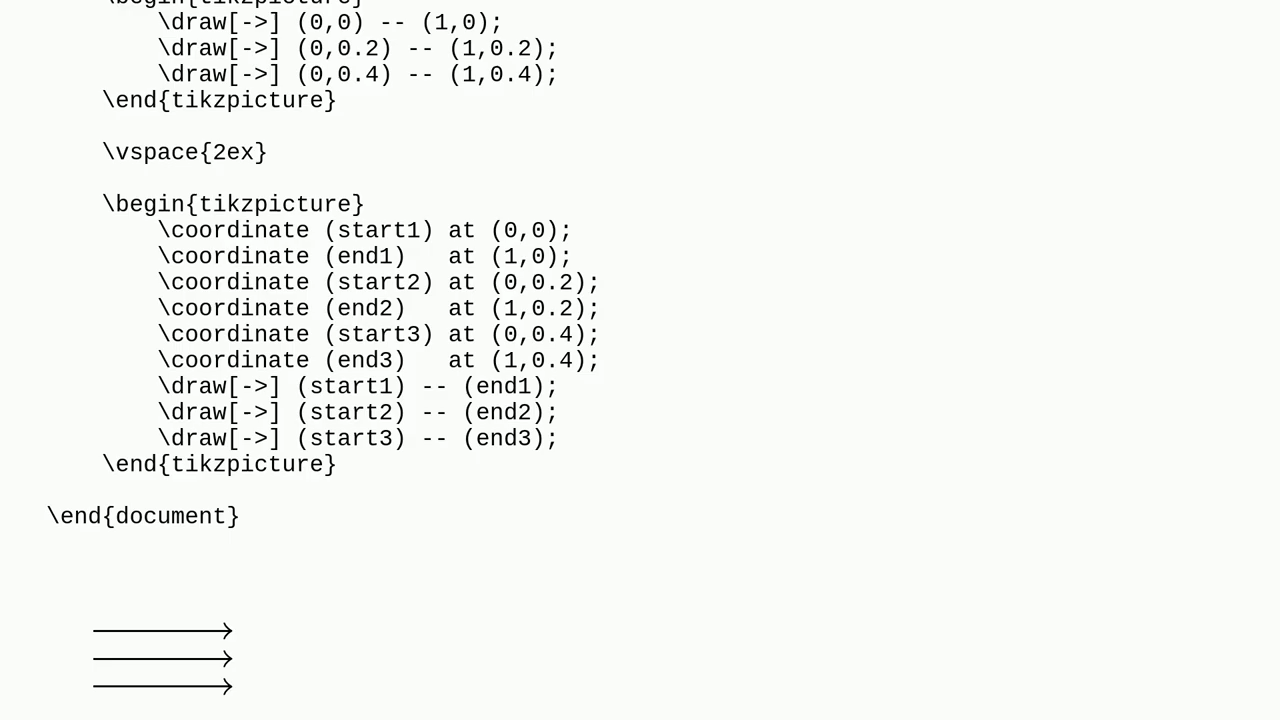 \begin{tikzpicture}
\draw[->] (0,0) -- (1,0);
\draw[->] (0,0.2) -- (1,0.2);
\draw[->] (0,0.4) -- (1,0.4);
\end{tikzpicture}
\vspace{2ex}
\begin{tikzpicture}
\coordinate (start1) at (0,0);
\coordinate (end1)   at (1,0);
\coordinate (start2) at (0,0.2);
\coordinate (end2)   at (1,0.2);
\coordinate (start3) at (0,0.4);
\coordinate (end3)   at (1,0.4);
\draw[->] (start1) -- (end1);
\draw[->] (start2) -- (end2);
\draw[->] (start3) -- (end3);
\end{tikzpicture}
\end{document}